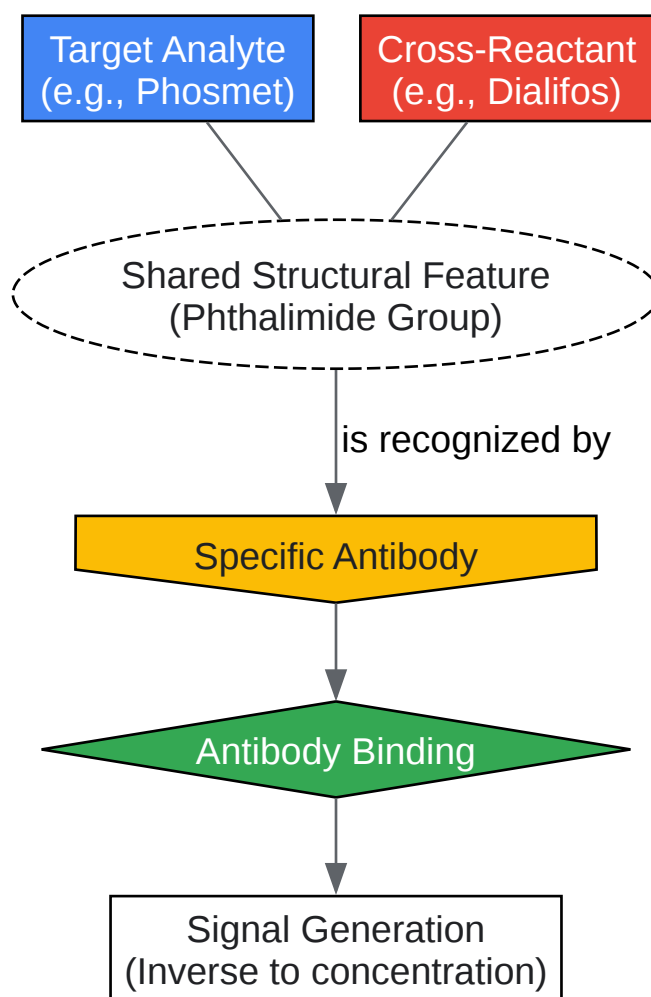 Target Analyte
(e.g., Phosmet)
Cross-Reactant
(e.g., Dialifos)
Shared Structural Feature
(Phthalimide Group)
is recognized by
Specific Antibody
Antibody Binding
Signal Generation
(Inverse to concentration)